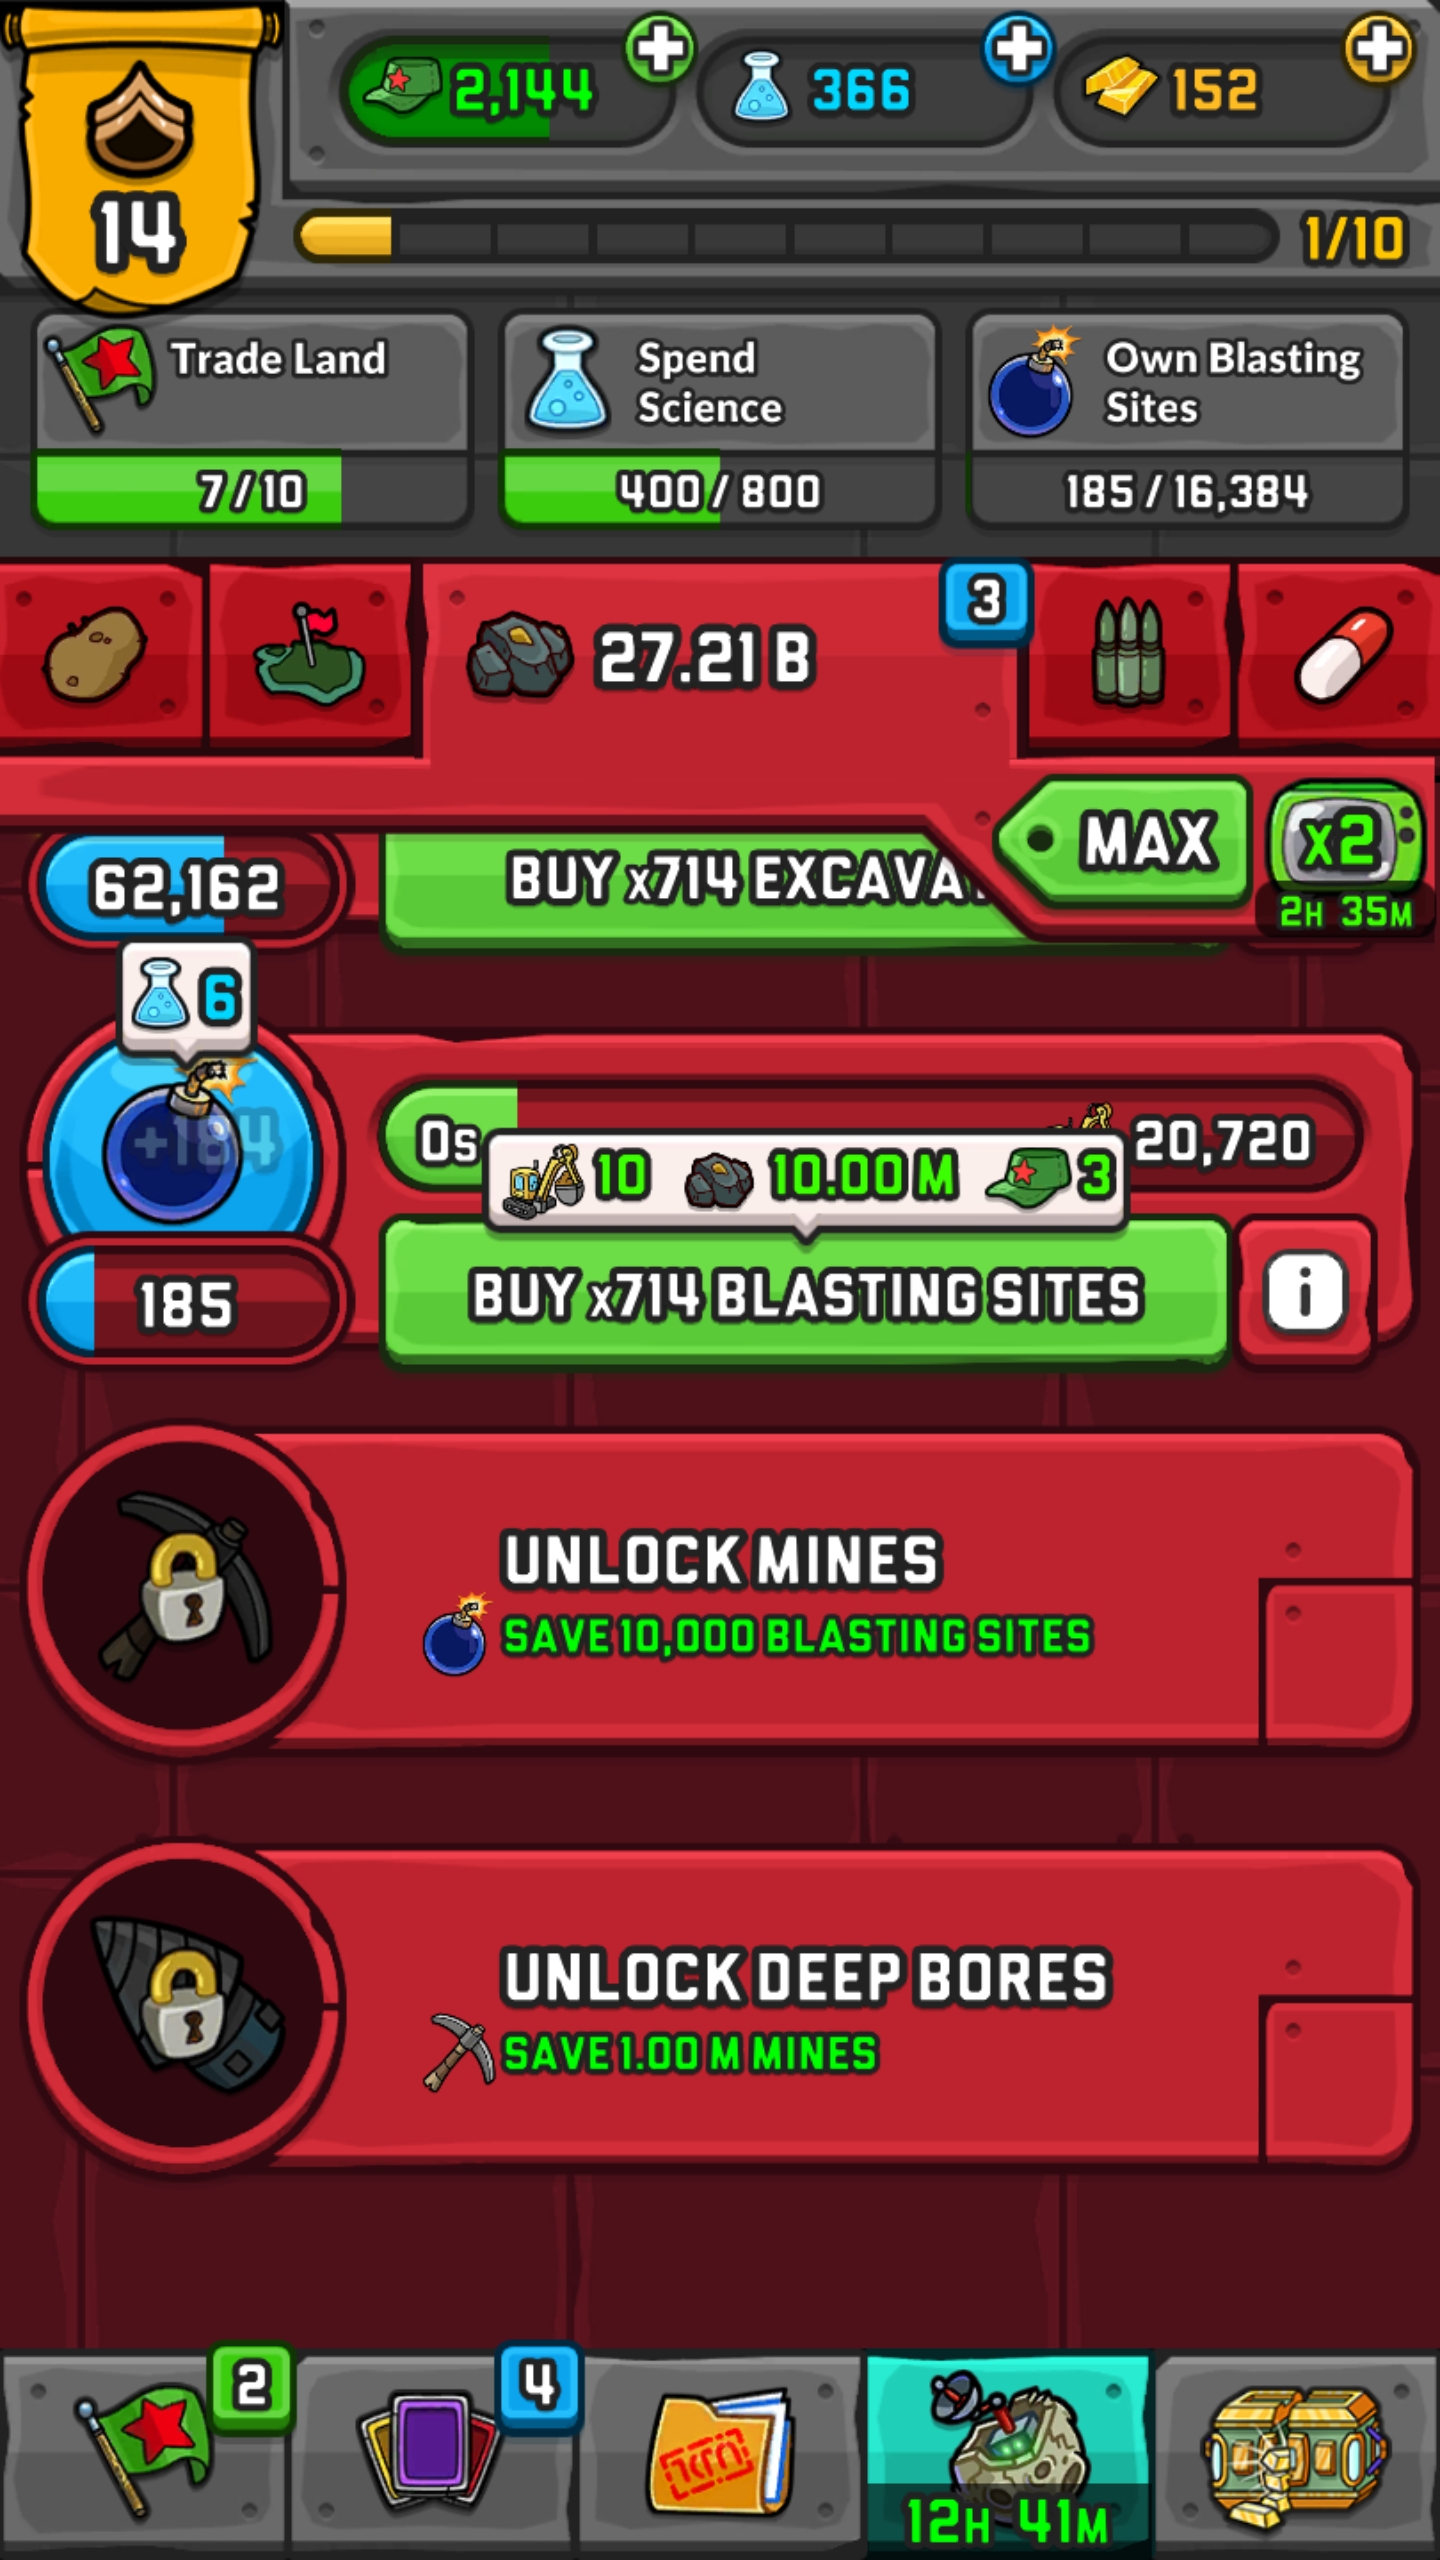 14
2,144
366
152
1/10
Trade Land
7/10
Spend
Science
400/800
Own Blasting
Sites
185/16,384
27.21 B
3
MAX
x2
2H 35M
62,162
BUY x714 EXCAVA
6
+184
0s
20,720
10
10.00 M
3
185
BUY x714 BLASTING SITES
i
UNLOCK MINES
SAVE 10,000 BLASTING SITES
UNLOCK DEEP BORES
SAVE 1.00 M MINES
2
4
12H 41M